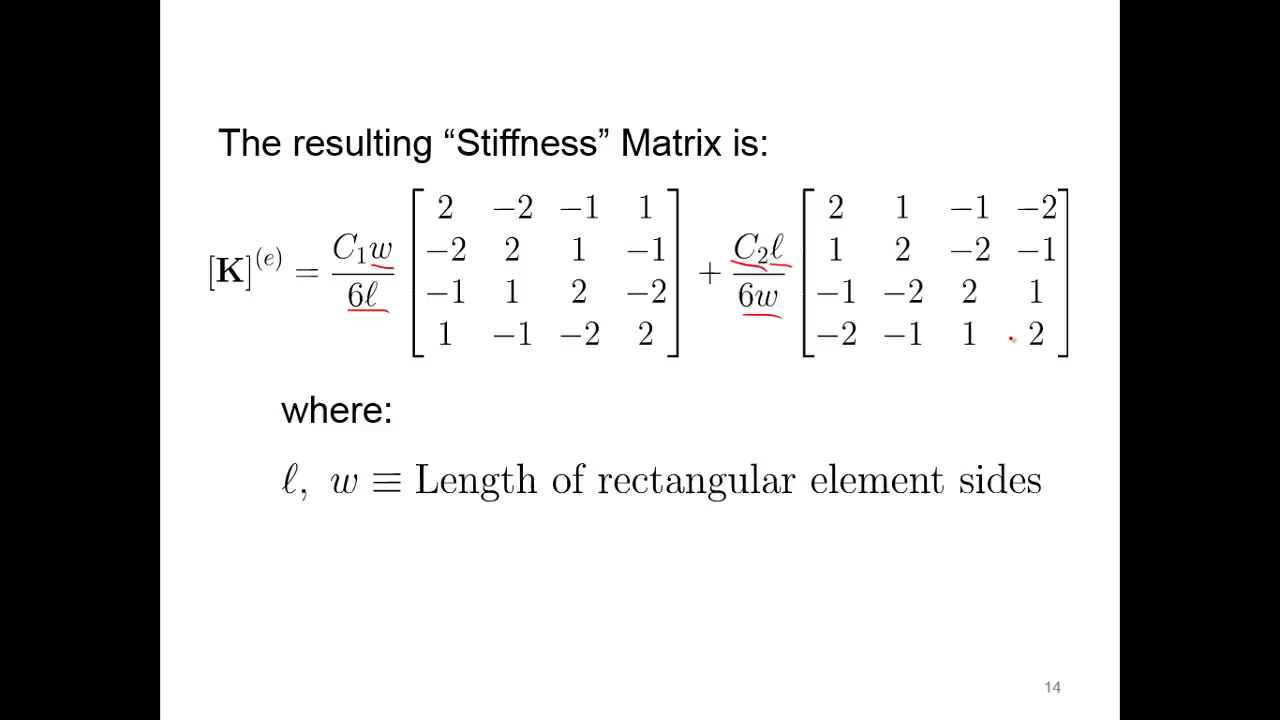 The resulting “Stiffness” Matrix is:
[K]^(e) = C₁w/6ℓ [2 −2 −1 1; −2 2 1 −1; −1 1 2 −2; 1 −1 −2 2] + C₂ℓ/6w [2 1 −1 −2; 1 2 −2 −1; −1 −2 2 1; −2 −1 1 2]
where:
ℓ, w ≡ Length of rectangular element sides
14